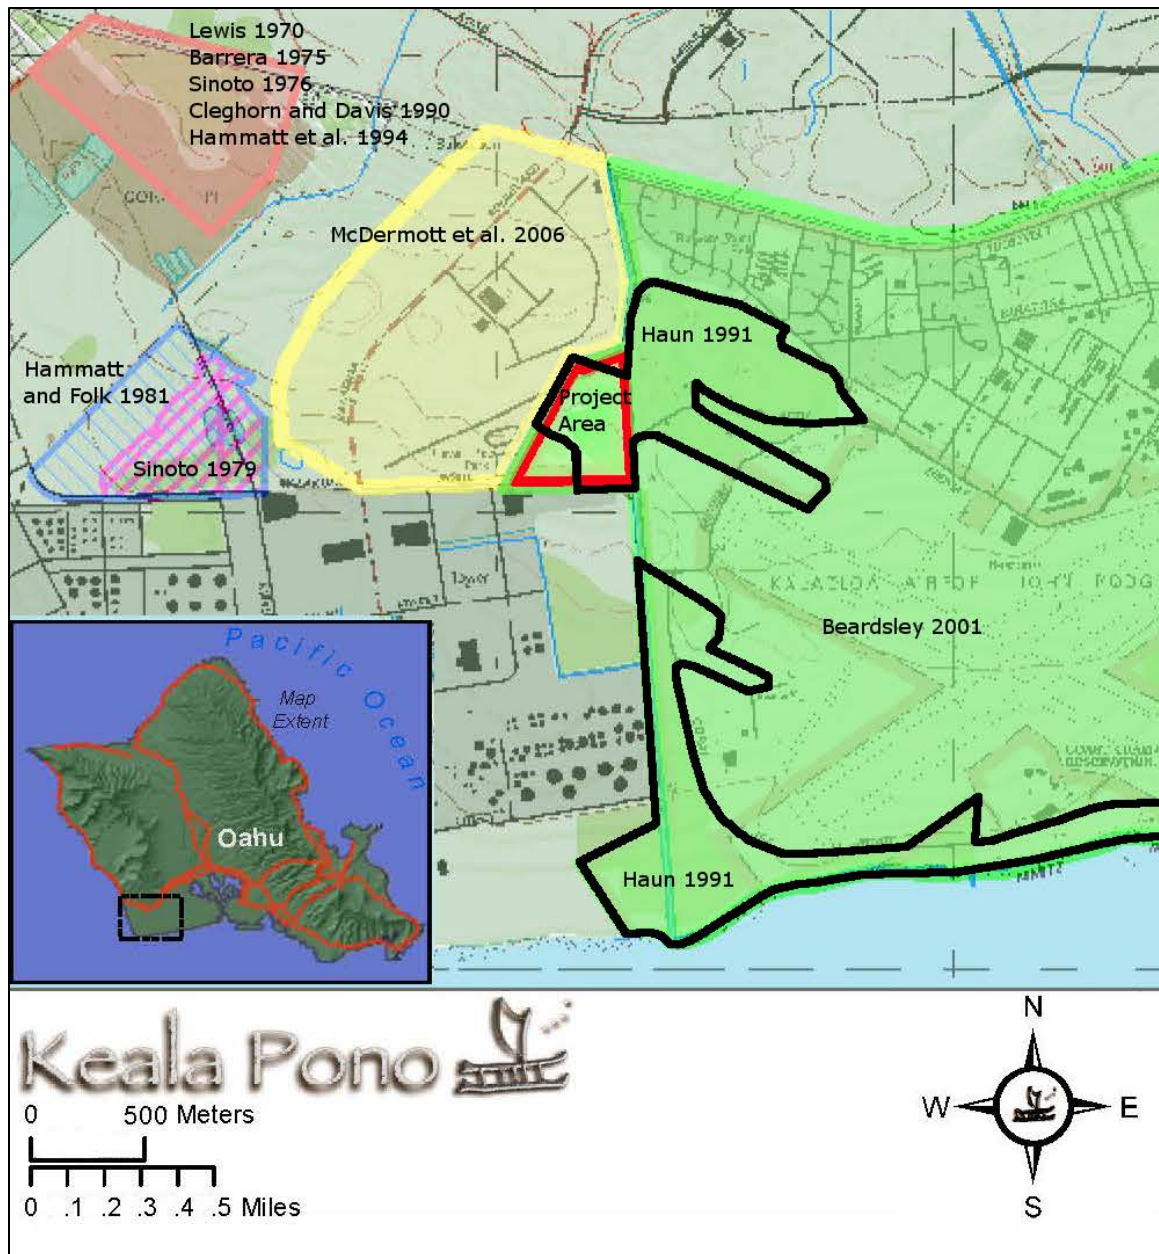 Lewis 1970
Barrera 1975
Sinoto 1976
Cleghorn and Davis 1990
Hammatt et al. 1994
McDermott et al. 2006
Haun 1991
Hammatt
and Folk 1981
Project
Area
Sinoto 1979
Tower
Beardsley 2001
Pacific Ocean
Map
Extent
Oahu
Haun 1991
Keala Pono
0 500 Meters
0 .1 .2 .3 .4 .5 Miles
N
W E
S